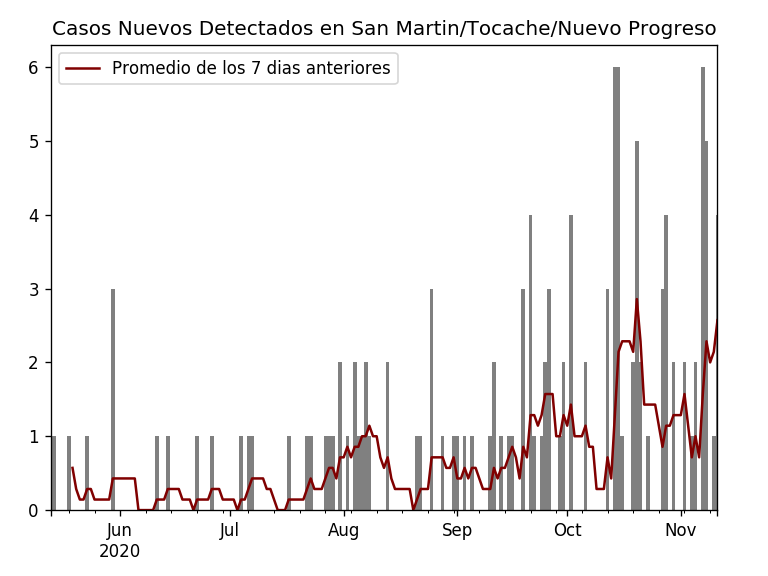 Casos Nuevos Detectados en San Martin/Tocache/Nuevo Progreso
Promedio de los 7 dias anteriores
6
5
4
3
2
1
0
Jun Jul Aug Sep Oct Nov
2020